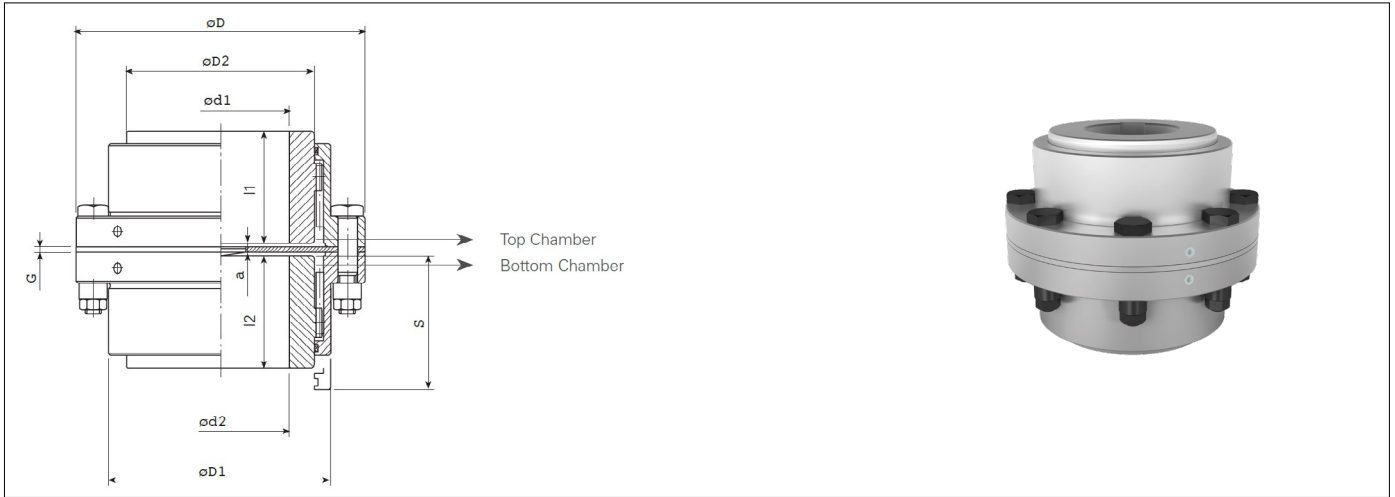 øD
øD2
ød1
l1
Top Chamber
Bottom Chamber
G
a
l2
S
ød2
øD1